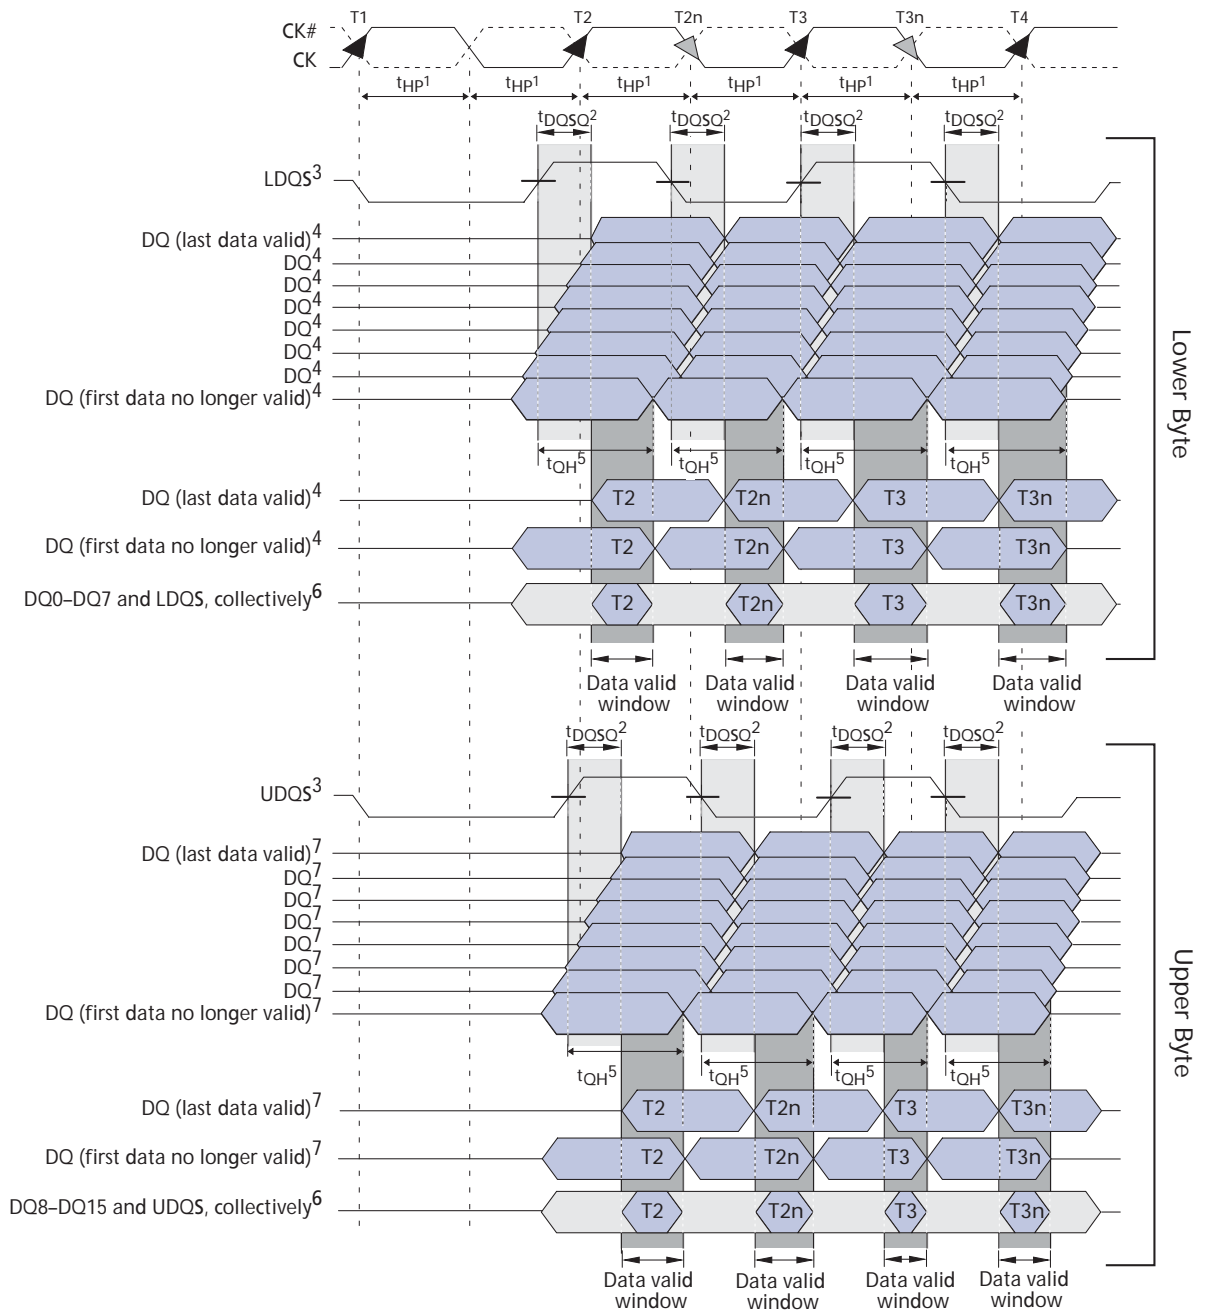 T1 T2 T2n T3 T3n T4
CK#
CK
tHP1 tHP1 tHP1 tHP1 tHP1 tHP1
tDQSQ2 tDQSQ2 tDQSQ2 tDQSQ2
LDQS3
DQ (last data valid)4
DQ4
DQ4
DQ4
DQ4
DQ4
DQ4
DQ (first data no longer valid)4
tQH5 tQH5 tQH5 tQH5
DQ (last data valid)4 T2 T2n T3 T3n
DQ (first data no longer valid)4 T2 T2n T3 T3n
DQ0–DQ7 and LDQS, collectively6 T2 T2n T3 T3n
Data valid window Data valid window Data valid window Data valid window
Lower Byte
tDQSQ2 tDQSQ2 tDQSQ2 tDQSQ2
UDQS3
DQ (last data valid)7
DQ7
DQ7
DQ7
DQ7
DQ7
DQ7
DQ (first data no longer valid)7
tQH5 tQH5 tQH5 tQH5
DQ (last data valid)7 T2 T2n T3 T3n
DQ (first data no longer valid)7 T2 T2n T3 T3n
DQ8–DQ15 and UDQS, collectively6 T2 T2n T3 T3n
Data valid window Data valid window Data valid window Data valid window
Upper Byte